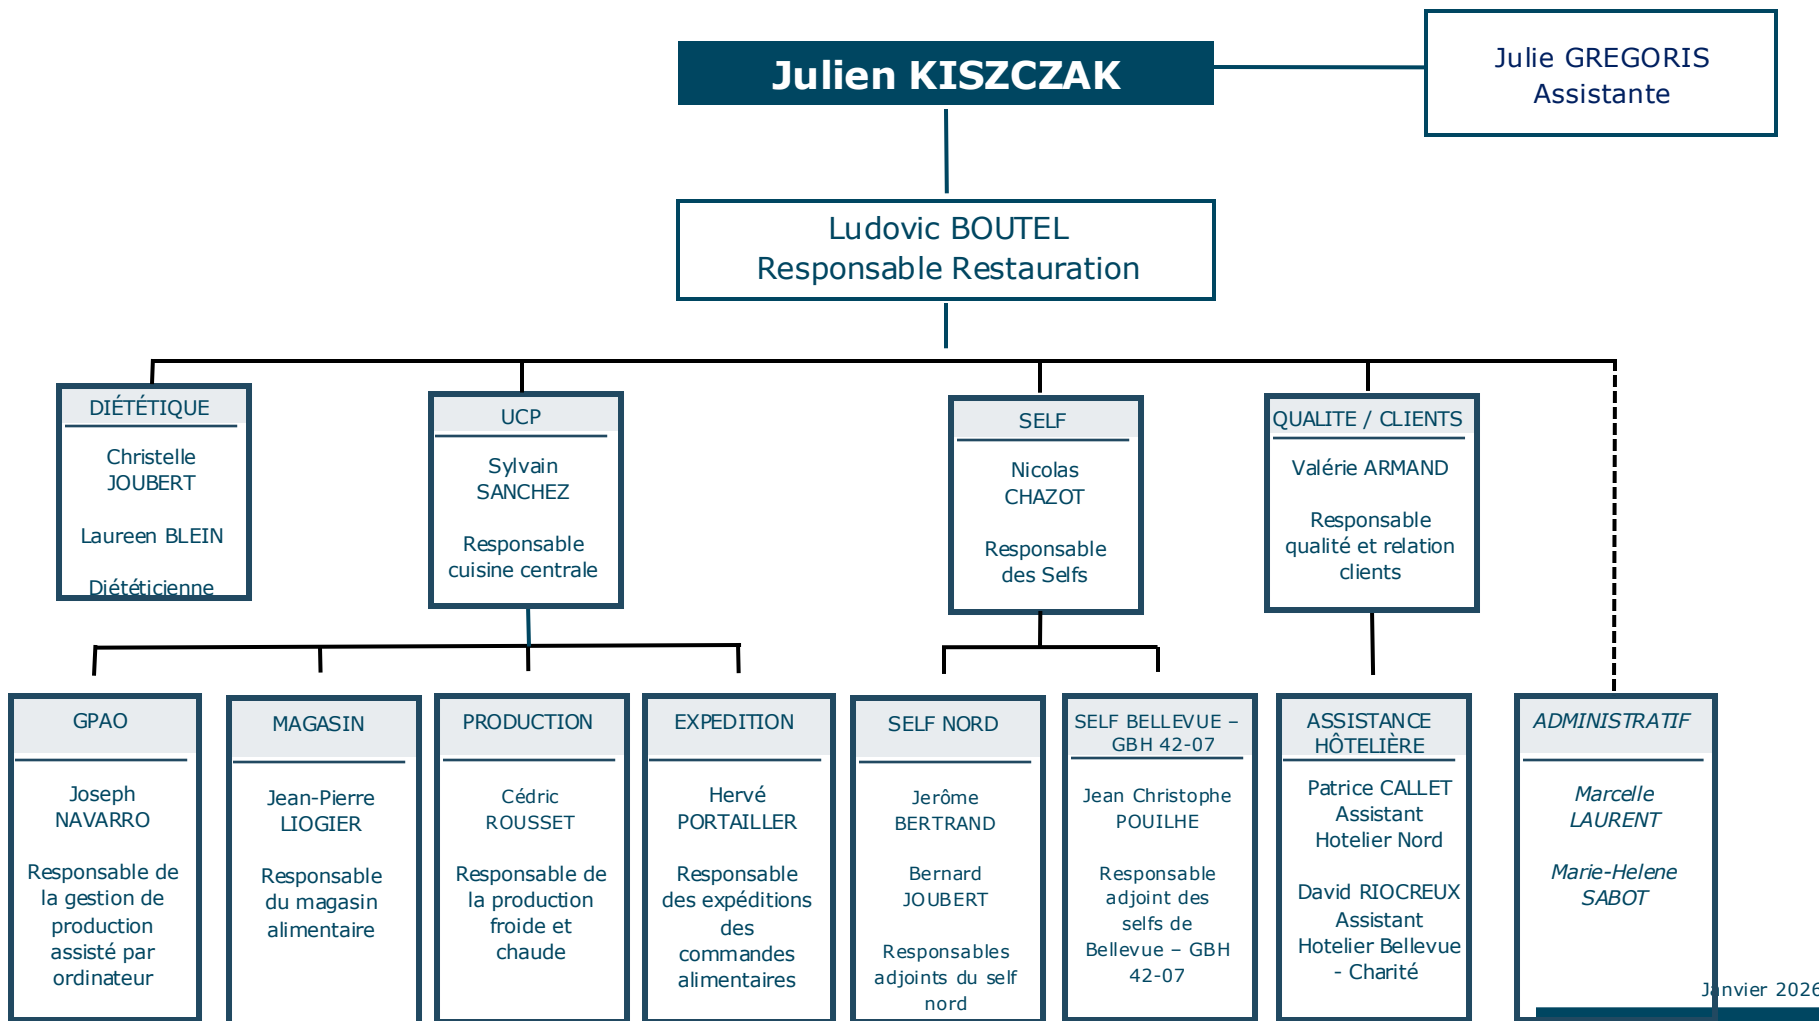 Julien KISZCZAK
Julie GREGORIS
Assistante
Ludovic BOUTEL
Responsable Restauration
DIÉTÉTIQUE
Christelle
JOUBERT
Laureen BLEIN
Diététicienne
UCP
Sylvain
SANCHEZ
Responsable
cuisine centrale
SELF
Nicolas
CHAZOT
Responsable
des Selfs
QUALITE / CLIENTS
Valérie ARMAND
Responsable
qualité et relation
clients
GPAO
Joseph
NAVARRO
Responsable de
la gestion de
production
assisté par
ordinateur
MAGASIN
Jean-Pierre
LIOGIER
Responsable
du magasin
alimentaire
PRODUCTION
Cédric
ROUSSET
Responsable de
la production
froide et
chaude
EXPEDITION
Hervé
PORTAILLER
Responsable
des expéditions
des
commandes
alimentaires
SELF NORD
Jerôme
BERTRAND
Bernard
JOUBERT
Responsables
adjoints du self
nord
SELF BELLEVUE –
GBH 42-07
Jean Christophe
POUILHE
Responsable
adjoint des
selfs de
Bellevue – GBH
42-07
ASSISTANCE
HÔTELIÈRE
Patrice CALLET
Assistant
Hotelier Nord
David RIOCREUX
Assistant
Hotelier Bellevue
- Charité
ADMINISTRATIF
Marcelle
LAURENT
Marie-Helene
SABOT
Janvier 2026